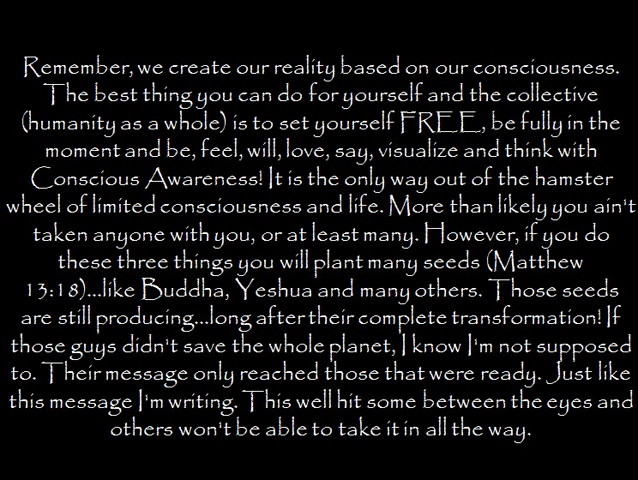 Remember, we create our reality based on our consciousness.
The best thing you can do for yourself and the collective
(humanity as a whole) is to set yourself FREE, be fully in the
moment and be, feel, will, love, say, visualize and think with
Conscious Awareness! It is the only way out of the hamster
wheel of limited consciousness and life. More than likely you ain't
taken anyone with you, or at least many. However, if you do
these three things you will plant many seeds (Matthew
13:18)...like Buddha, Yeshua and many others. Those seeds
are still producing...long after their complete transformation! If
those guys didn't save the whole planet, I know I'm not supposed
to. Their message only reached those that were ready. Just like
this message I'm writing. This well hit some between the eyes and
others won't be able to take it in all the way.